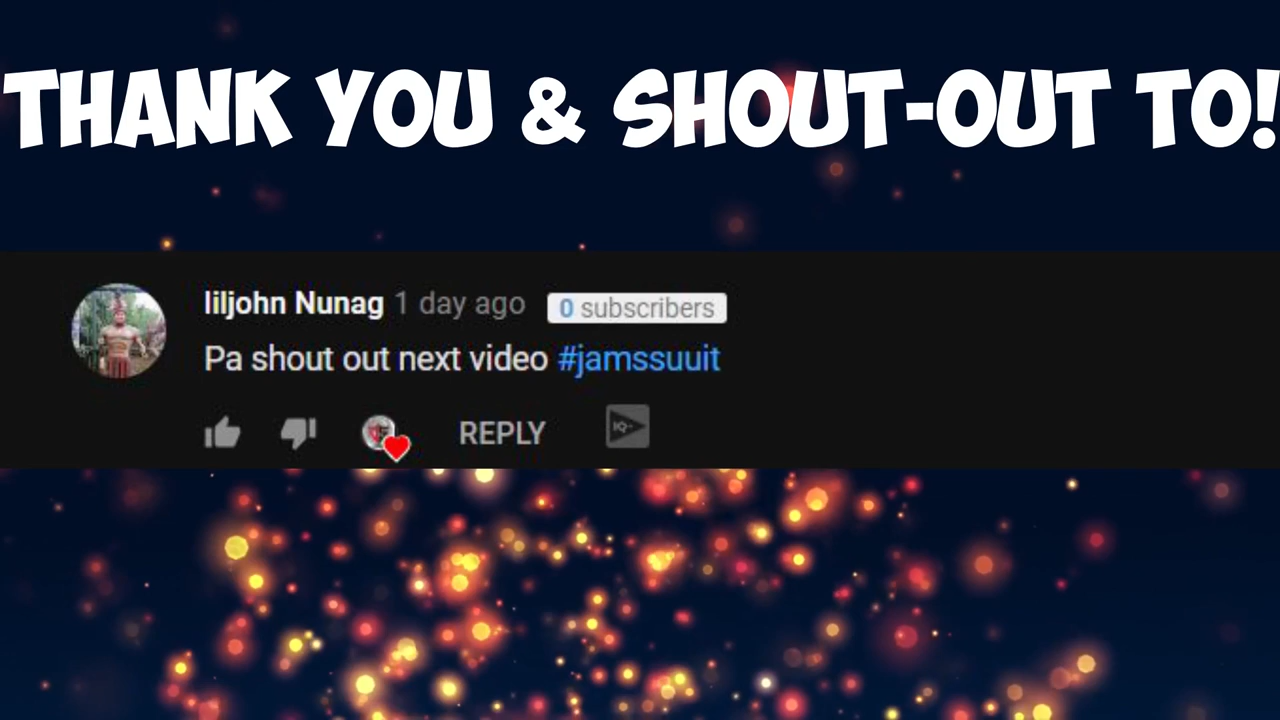 THANK YOU & SHOUT-OUT TO!
liljohn Nunag 1 day ago 0 subscribers
Pa shout out next video #jamssuuit
REPLY IQ